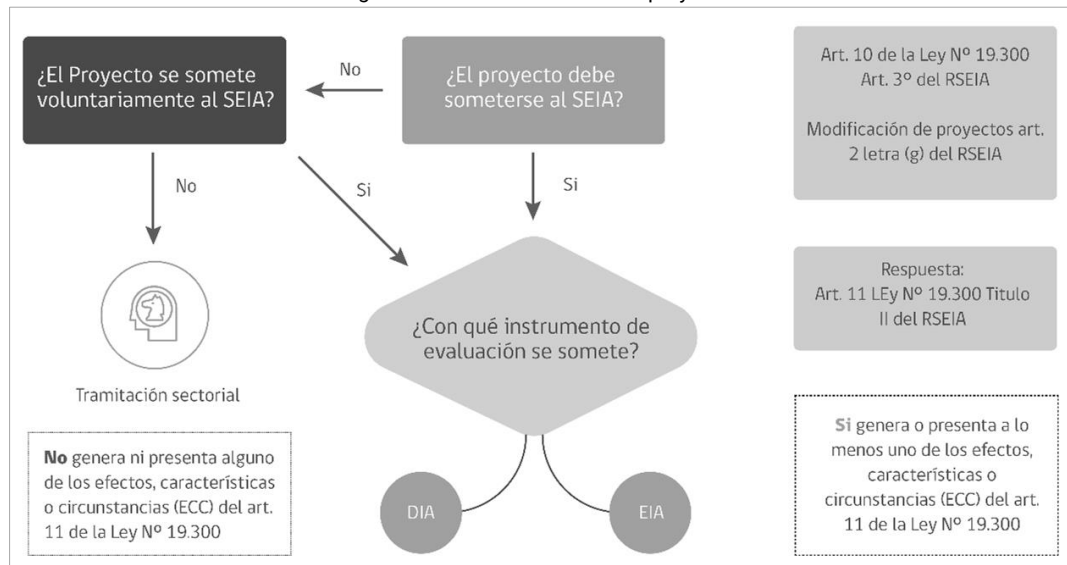 ¿El Proyecto se somete
voluntariamente al SEIA?
No
¿El proyecto debe
someterse al SEIA?
Art. 10 de la Ley Nº 19.300
Art. 3º del RSEIA
Modificación de proyectos art.
2 letra (g) del RSEIA
No
Si
Si
Respuesta:
Art. 11 LEy Nº 19.300 Titulo
II del RSEIA
¿Con qué instrumento de
evaluación se somete?
Tramitación sectorial
No genera ni presenta alguno
de los efectos, características
o circunstancias (ECC) del art.
11 de la Ley Nº 19.300
DIA
EIA
Si genera o presenta a lo
menos uno de los efectos,
características o
circunstancias (ECC) del art.
11 de la Ley Nº 19.300